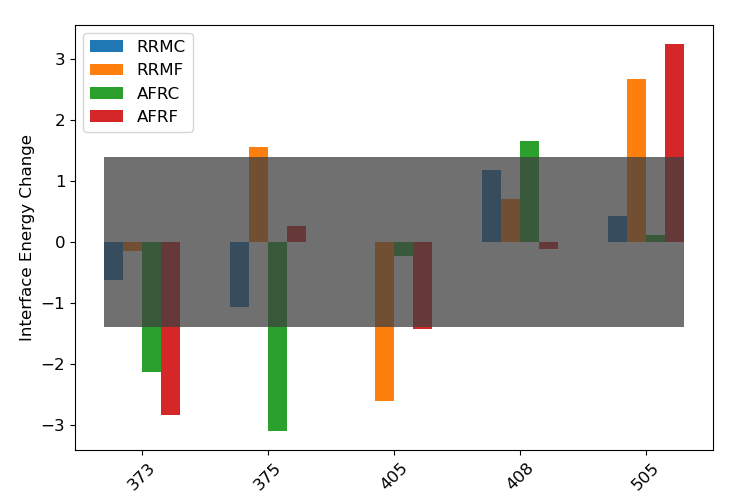 RRMC
RRMF
AFRC
AFRF
Interface Energy Change
3
2
1
0
−1
−2
−3
373
375
405
408
505